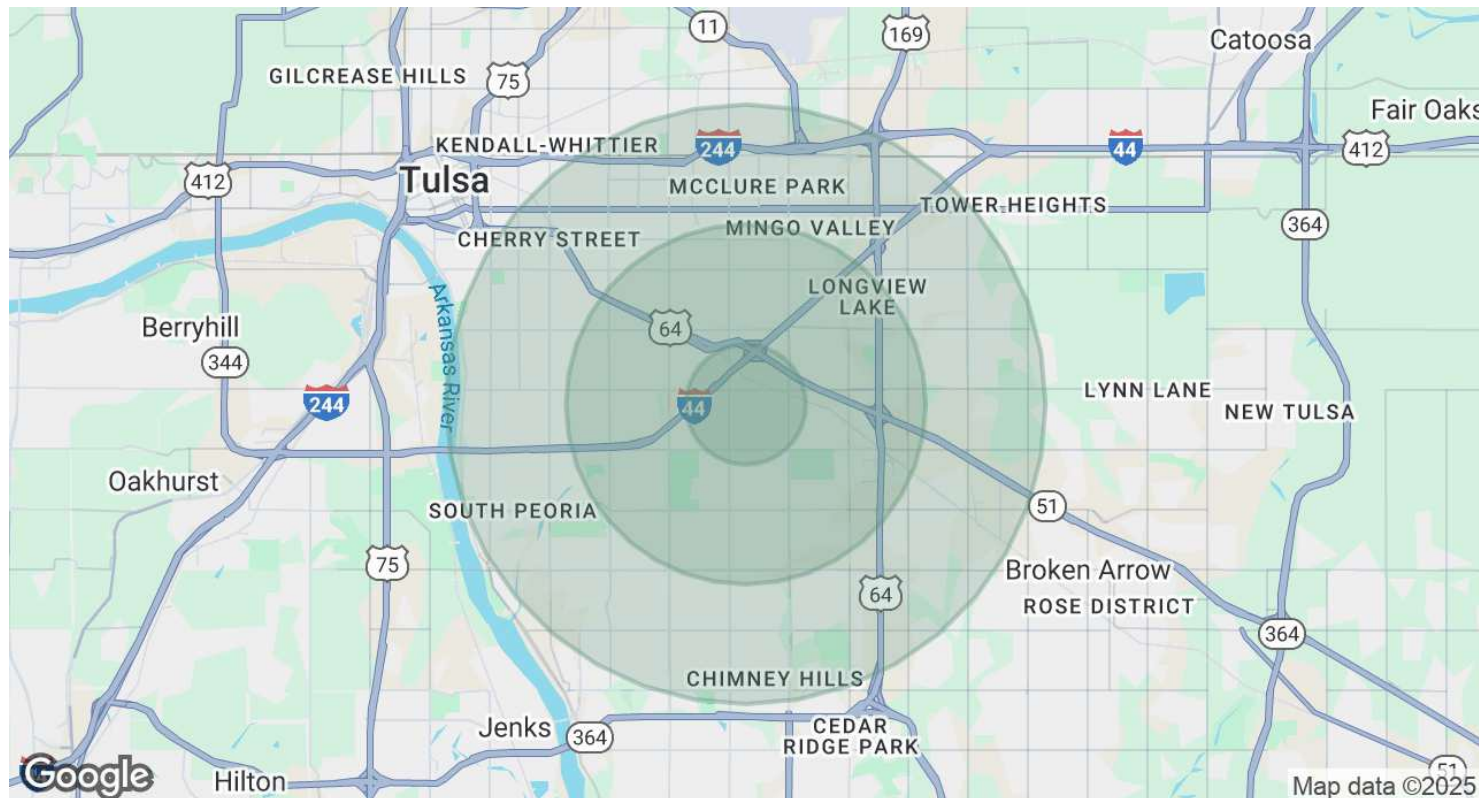 11
169
Catoosa
GILCREASE HILLS
75
Fair Oaks
KENDALL-WHITTIER
244
44
412
412
Tulsa
MCCLURE PARK
TOWER HEIGHTS
364
CHERRY STREET
MINGO VALLEY
LONGVIEW
LAKE
Arkansas River
Berryhill
64
344
244
44
LYNN LANE
NEW TULSA
Oakhurst
SOUTH PEORIA
51
75
Broken Arrow
64
ROSE DISTRICT
364
CHIMNEY HILLS
Jenks
364
CEDAR
RIDGE PARK
Google
Hilton
51
Map data ©2025